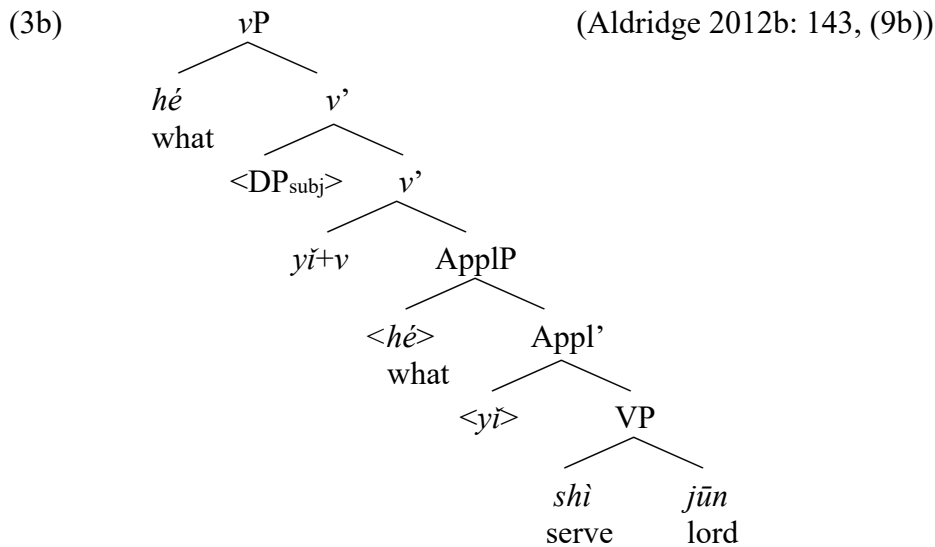 (3b) vP (Aldridge 2012b: 143, (9b))
hé v’
what
<DPsubj> v’
yǐ+v ApplP
<hé> Appl’
what
<yǐ> VP
shì jūn
serve lord